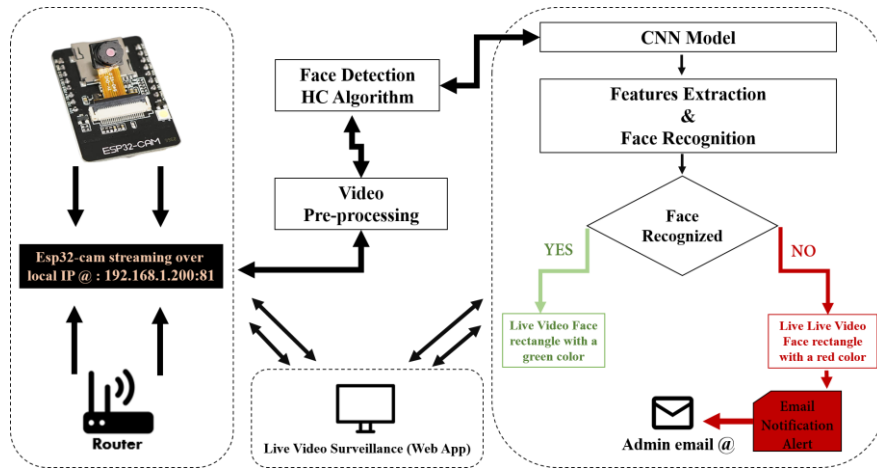 ESP32-CAM
Esp32-cam streaming over
local IP @ : 192.168.1.200:81
Router
Face Detection
HC Algorithm
Video
Pre-processing
Live Video Surveillance (Web App)
CNN Model
Features Extraction
&
Face Recognition
Face
Recognized
YES
NO
Live Video Face
rectangle with a
green color
Live Live Video
Face rectangle
with a red color
Email
Notification
Alert
Admin email @